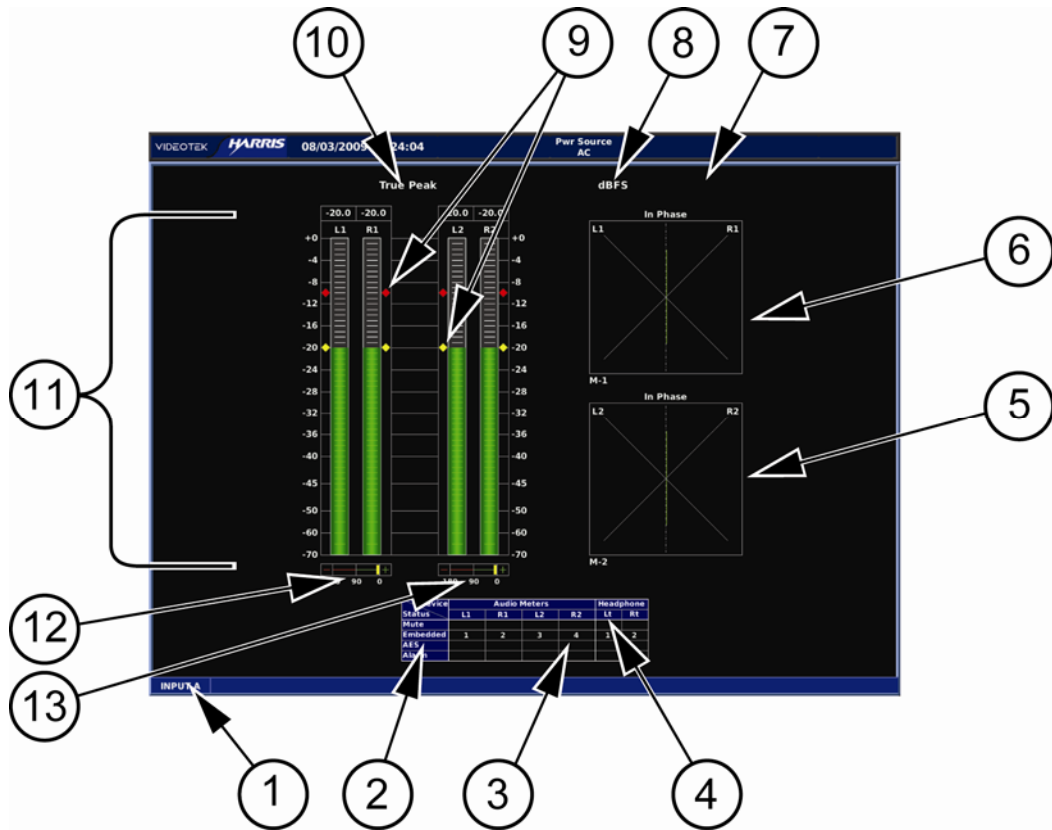 10
9
8
7
VIDEOTEK HARRIS 08/03/2009 24:04 Pwr Source
AC
True Peak dBFS
-20.0 -20.0 20.0 -20.0
L1 R1 L2 R2
+0 +0
-4 -4
-8 -8
-12 -12
-16 -16
-20 -20
-24 -24
-28 -28
-32 -32
-36 -36
-40 -40
-45 -45
-50 -50
-60 -60
-70 -70
90 0 90 0
In Phase
L1 R1
M-1
In Phase
L2 R2
M-2
6
5
11
12
13
Audio Meters Headphone
Status L1 R1 L2 R2 Lt Rt
Mute
Embedded 1 2 3 4 1 2
AES
INPUT A
1
2
3
4